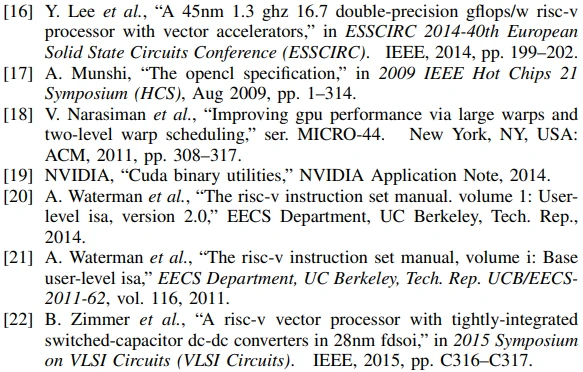 [16] Y. Lee et al., “A 45nm 1.3 ghz 16.7 double-precision gflops/w risc-v
processor with vector accelerators,” in ESSCIRC 2014-40th European
Solid State Circuits Conference (ESSCIRC). IEEE, 2014, pp. 199–202.
[17] A. Munshi, “The opencl specification,” in 2009 IEEE Hot Chips 21
Symposium (HCS), Aug 2009, pp. 1–314.
[18] V. Narasiman et al., “Improving gpu performance via large warps and
two-level warp scheduling,” ser. MICRO-44. New York, NY, USA:
ACM, 2011, pp. 308–317.
[19] NVIDIA, “Cuda binary utilities,” NVIDIA Application Note, 2014.
[20] A. Waterman et al., “The risc-v instruction set manual. volume 1: User-
level isa, version 2.0,” EECS Department, UC Berkeley, Tech. Rep.,
2014.
[21] A. Waterman et al., “The risc-v instruction set manual, volume i: Base
user-level isa,” EECS Department, UC Berkeley, Tech. Rep. UCB/EECS-
2011-62, vol. 116, 2011.
[22] B. Zimmer et al., “A risc-v vector processor with tightly-integrated
switched-capacitor dc-dc converters in 28nm fdsoi,” in 2015 Symposium
on VLSI Circuits (VLSI Circuits). IEEE, 2015, pp. C316–C317.